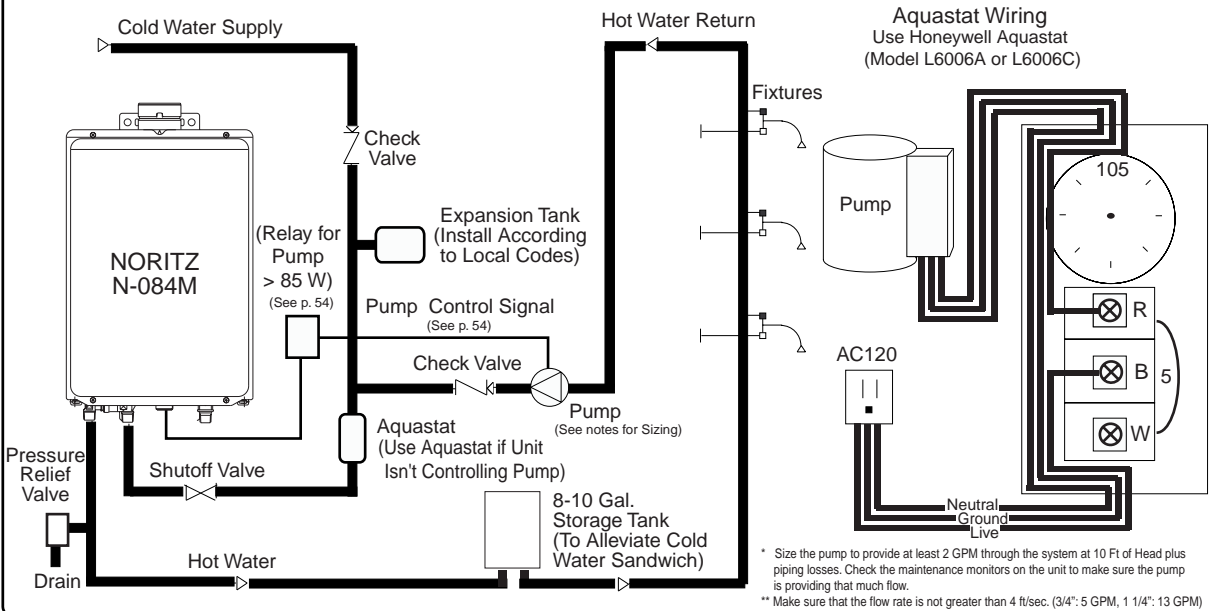 Cold Water Supply
Hot Water Return
Aquastat Wiring
Use Honeywell Aquastat
(Model L6006A or L6006C)
Fixtures
Check
Valve
105
Expansion Tank
(Install According
to Local Codes)
Pump
NORITZ
N-084M
(Relay for
Pump
> 85 W)
(See p. 54)
Pump Control Signal
(See p. 54)
R
AC120
Check Valve
B
5
Pump
(See notes for Sizing)
W
Aquastat
(Use Aquastat if Unit
Isn't Controlling Pump)
Pressure
Relief
Valve
Shutoff Valve
8-10 Gal.
Storage Tank
(To Alleviate Cold
Water Sandwich)
Neutral
Ground
Live
Hot Water
Drain
* Size the pump to provide at least 2 GPM through the system at 10 Ft of Head plus
piping losses. Check the maintenance monitors on the unit to make sure the pump
is providing that much flow.
** Make sure that the flow rate is not greater than 4 ft/sec. (3/4": 5 GPM, 1 1/4": 13 GPM)